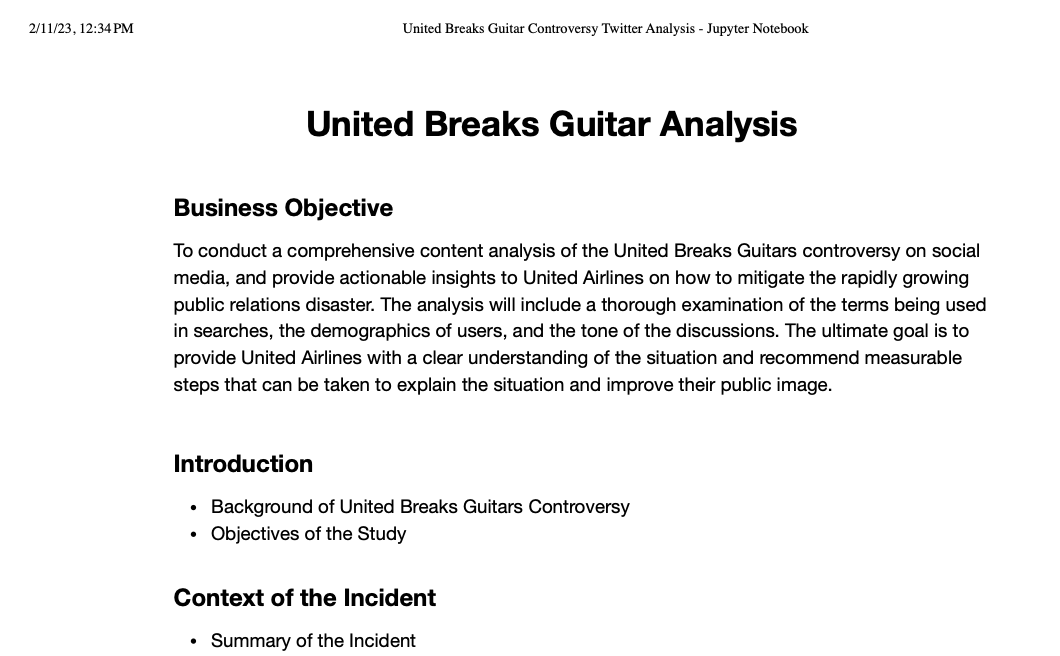 2/11/23, 12:34 PM United Breaks Guitar Controversy Twitter Analysis - Jupyter Notebook
United Breaks Guitar Analysis
Business Objective
To conduct a comprehensive content analysis of the United Breaks Guitars controversy on social
media, and provide actionable insights to United Airlines on how to mitigate the rapidly growing
public relations disaster. The analysis will include a thorough examination of the terms being used
in searches, the demographics of users, and the tone of the discussions. The ultimate goal is to
provide United Airlines with a clear understanding of the situation and recommend measurable
steps that can be taken to explain the situation and improve their public image.
Introduction
• Background of United Breaks Guitars Controversy
• Objectives of the Study
Context of the Incident
• Summary of the Incident